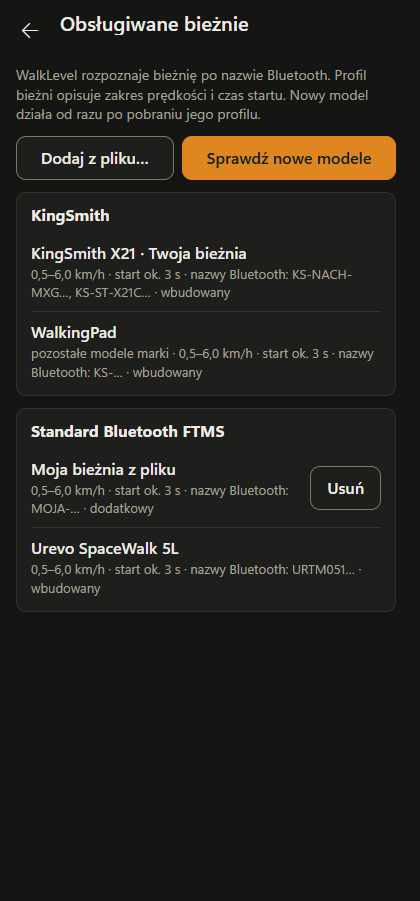 Obsługiwane bieżnie
WalkLevel rozpoznaje bieżnię po nazwie Bluetooth. Profil
bieżni opisuje zakres prędkości i czas startu. Nowy model
działa od razu po pobraniu jego profilu.
Dodaj z pliku...
Sprawdź nowe modele
KingSmith
KingSmith X21 · Twoja bieżnia
0,5–6,0 km/h · start ok. 3 s · nazwy Bluetooth: KS-NACH-
MXG..., KS-ST-X21C... · wbudowany
WalkingPad
pozostałe modele marki · 0,5–6,0 km/h · start ok. 3 s · nazwy
Bluetooth: KS-... · wbudowany
Standard Bluetooth FTMS
Moja bieżnia z pliku
0,5–6,0 km/h · start ok. 3 s · nazwy Bluetooth:
MOJA-... · dodatkowy
Usuń
Urevo SpaceWalk 5L
0,5–6,0 km/h · start ok. 3 s · nazwy Bluetooth: URTM051... ·
wbudowany